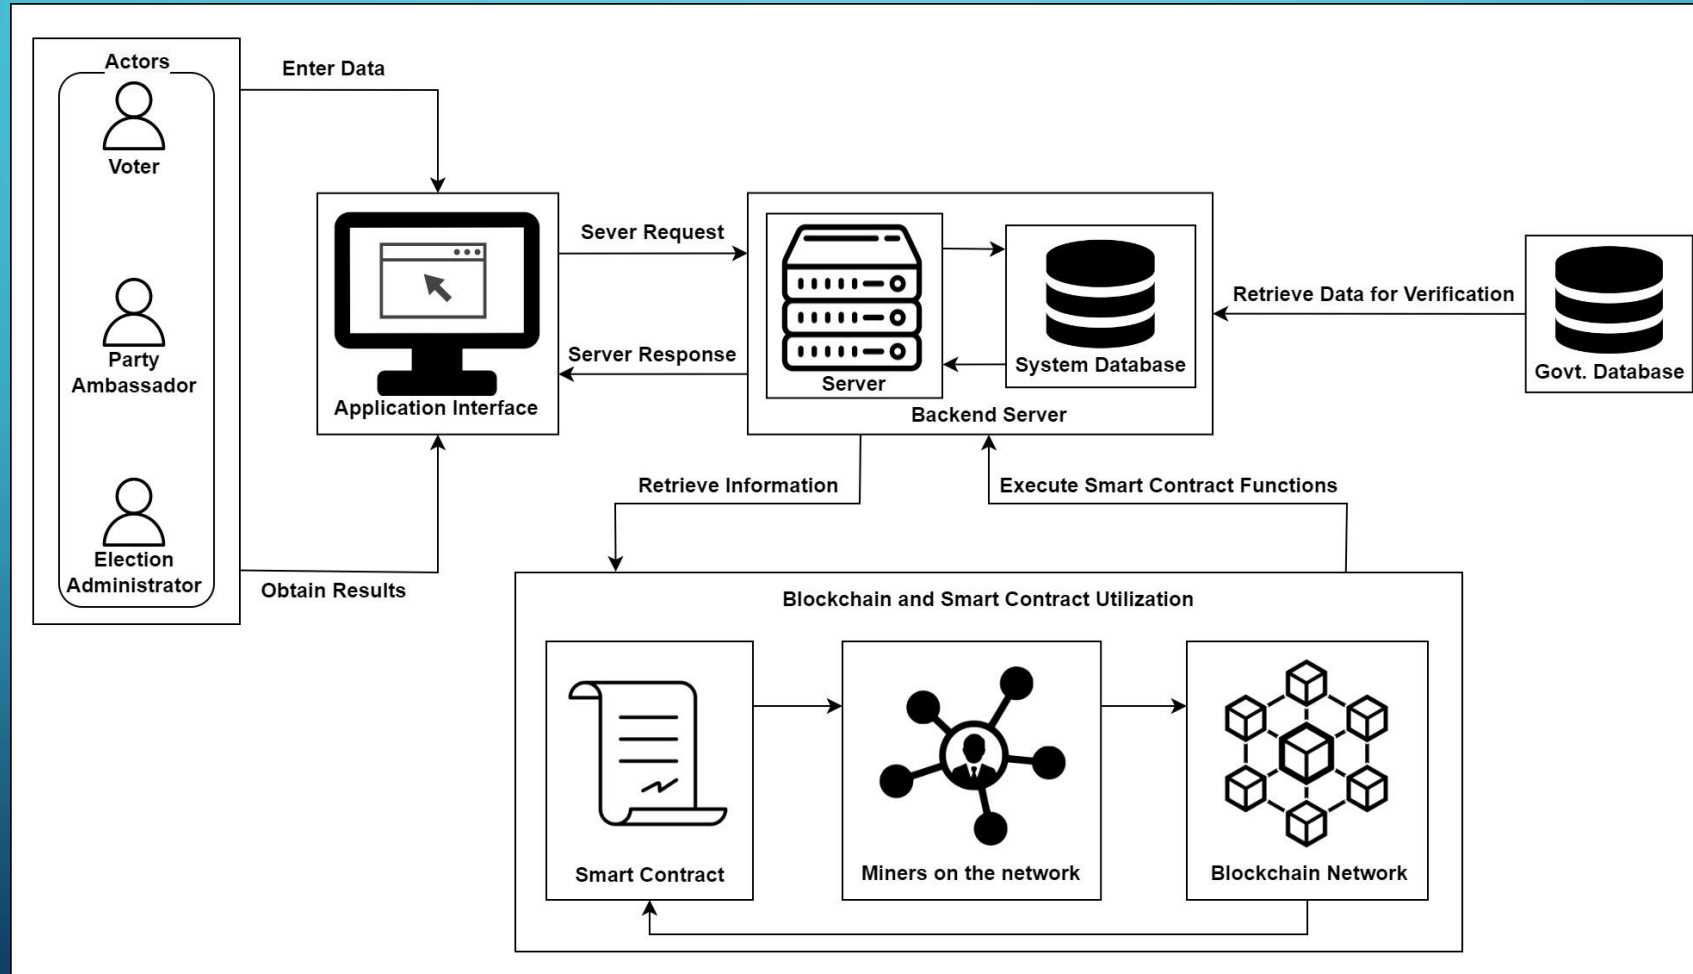 Actors
Voter
Party
Ambassador
Election
Administrator
Enter Data
Obtain Results
Application Interface
Sever Request
Server Response
Server
System Database
Backend Server
Retrieve Data for Verification
Govt. Database
Retrieve Information
Execute Smart Contract Functions
Blockchain and Smart Contract Utilization
Smart Contract
Miners on the network
Blockchain Network